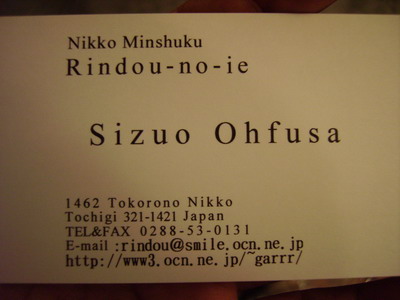 Nikko Minshuku
Rindou-no-ie
Sizuo Ohfusa
1462 Tokorono Nikko
Tochigi 321-1421 Japan
TEL&FAX 0288-53-0131
E-mail :rindou@smile.ocn.ne.jp
http://www3.ocn.ne.jp/~garrr/